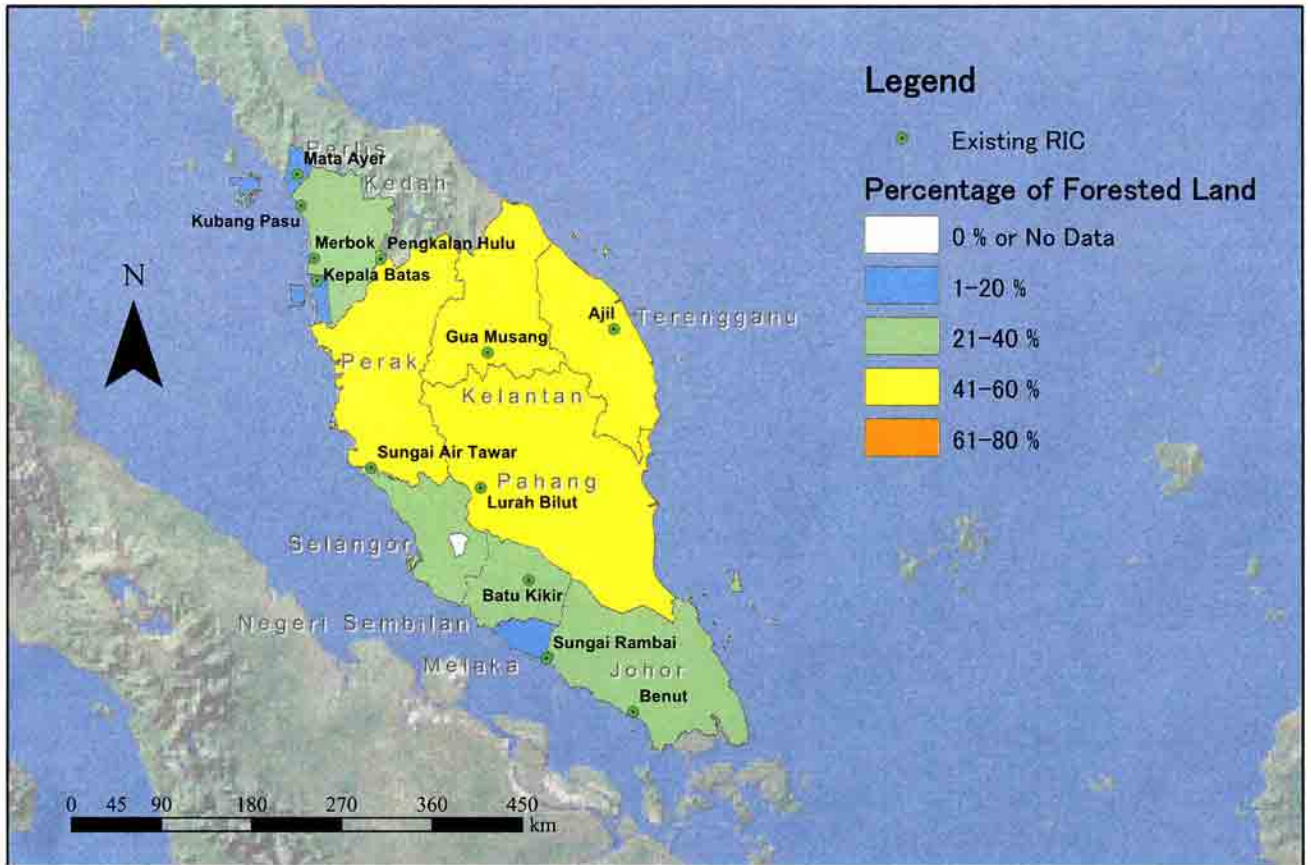 Legend
Existing RIC
Percentage of Forested Land
0 % or No Data
1-20 %
21-40 %
41-60 %
61-80 %
N
Perlis
Mata Ayer
Kedah
Kubang Pasu
Merbok
Pengkalan Hulu
Kepala Batas
Ajil
Terengganu
Gua Musang
Perak
Kelantan
Sungai Air Tawar
Pahang
Lurah Bilut
Selangor
Batu Kikir
Negeri Sembilan
Sungai Rambai
Melaka
Johor
Benut
0 45 90 180 270 360 450
km